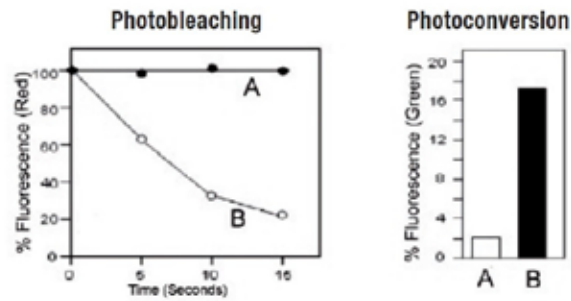 Photobleaching
% Fluorescence (Red)
100
80
60
40
20
0
A
B
0
5
10
15
Time (Seconds)
Photoconversion
% Fluorescence (Green)
20
16
12
8
4
0
A
B